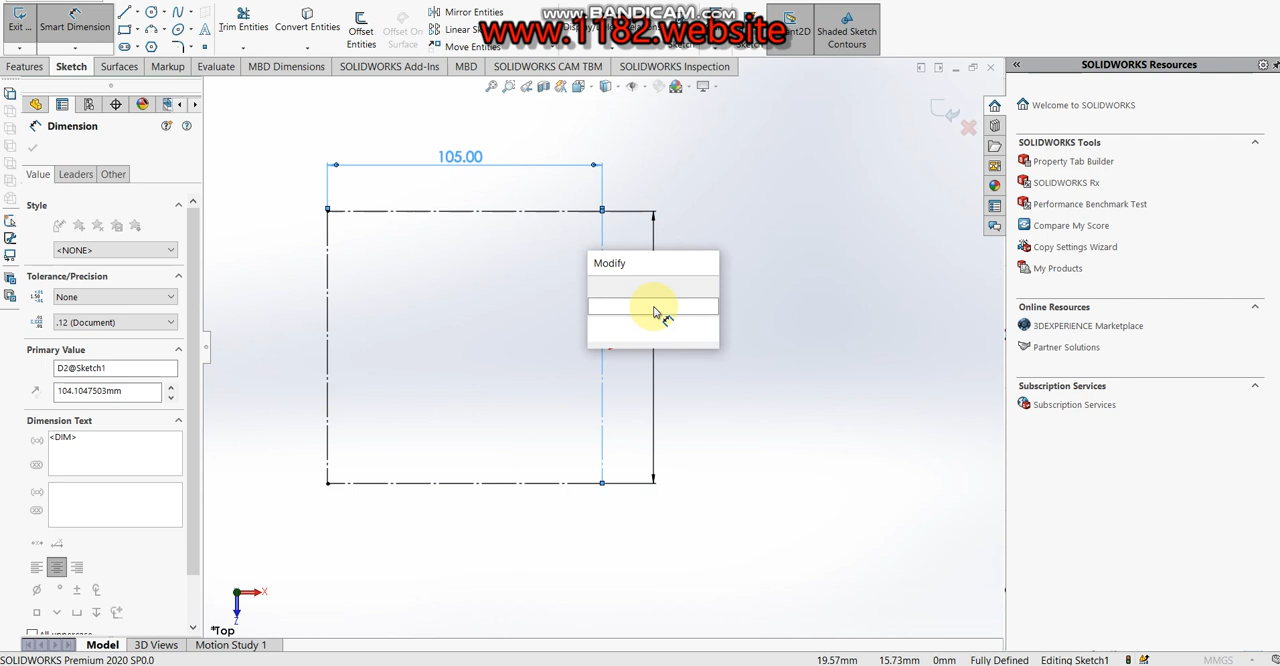 www.BANDICAM.com
www.1182.website
Exit ...
Smart Dimension
Trim Entities
Convert Entities
Offset Entities
Offset On Surface
Mirror Entities
Linear Sk
Move Entities
Shaded Sketch Contours
Features
Sketch
Surfaces
Markup
Evaluate
MBD Dimensions
SOLIDWORKS Add-Ins
MBD
SOLIDWORKS CAM TBM
SOLIDWORKS Inspection
Dimension
Value
Leaders
Other
Style
<NONE>
Tolerance/Precision
None
.12 (Document)
Primary Value
D2@Sketch1
104.1047503mm
Dimension Text
<DIM>
All uppercase
105.00
Modify
X
Z
*Top
SOLIDWORKS Resources
Welcome to SOLIDWORKS
SOLIDWORKS Tools
Property Tab Builder
SOLIDWORKS Rx
Performance Benchmark Test
Compare My Score
Copy Settings Wizard
My Products
Online Resources
3DEXPERIENCE Marketplace
Partner Solutions
Subscription Services
Subscription Services
Model
3D Views
Motion Study 1
SOLIDWORKS Premium 2020 SP0.0
19.57mm
15.73mm
0mm
Fully Defined
Editing Sketch1
MMGS